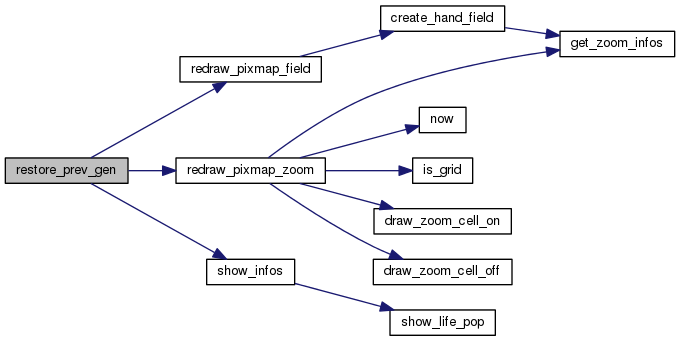 create_hand_field
get_zoom_infos
redraw_pixmap_field
now
restore_prev_gen
redraw_pixmap_zoom
is_grid
draw_zoom_cell_on
show_infos
draw_zoom_cell_off
show_life_pop